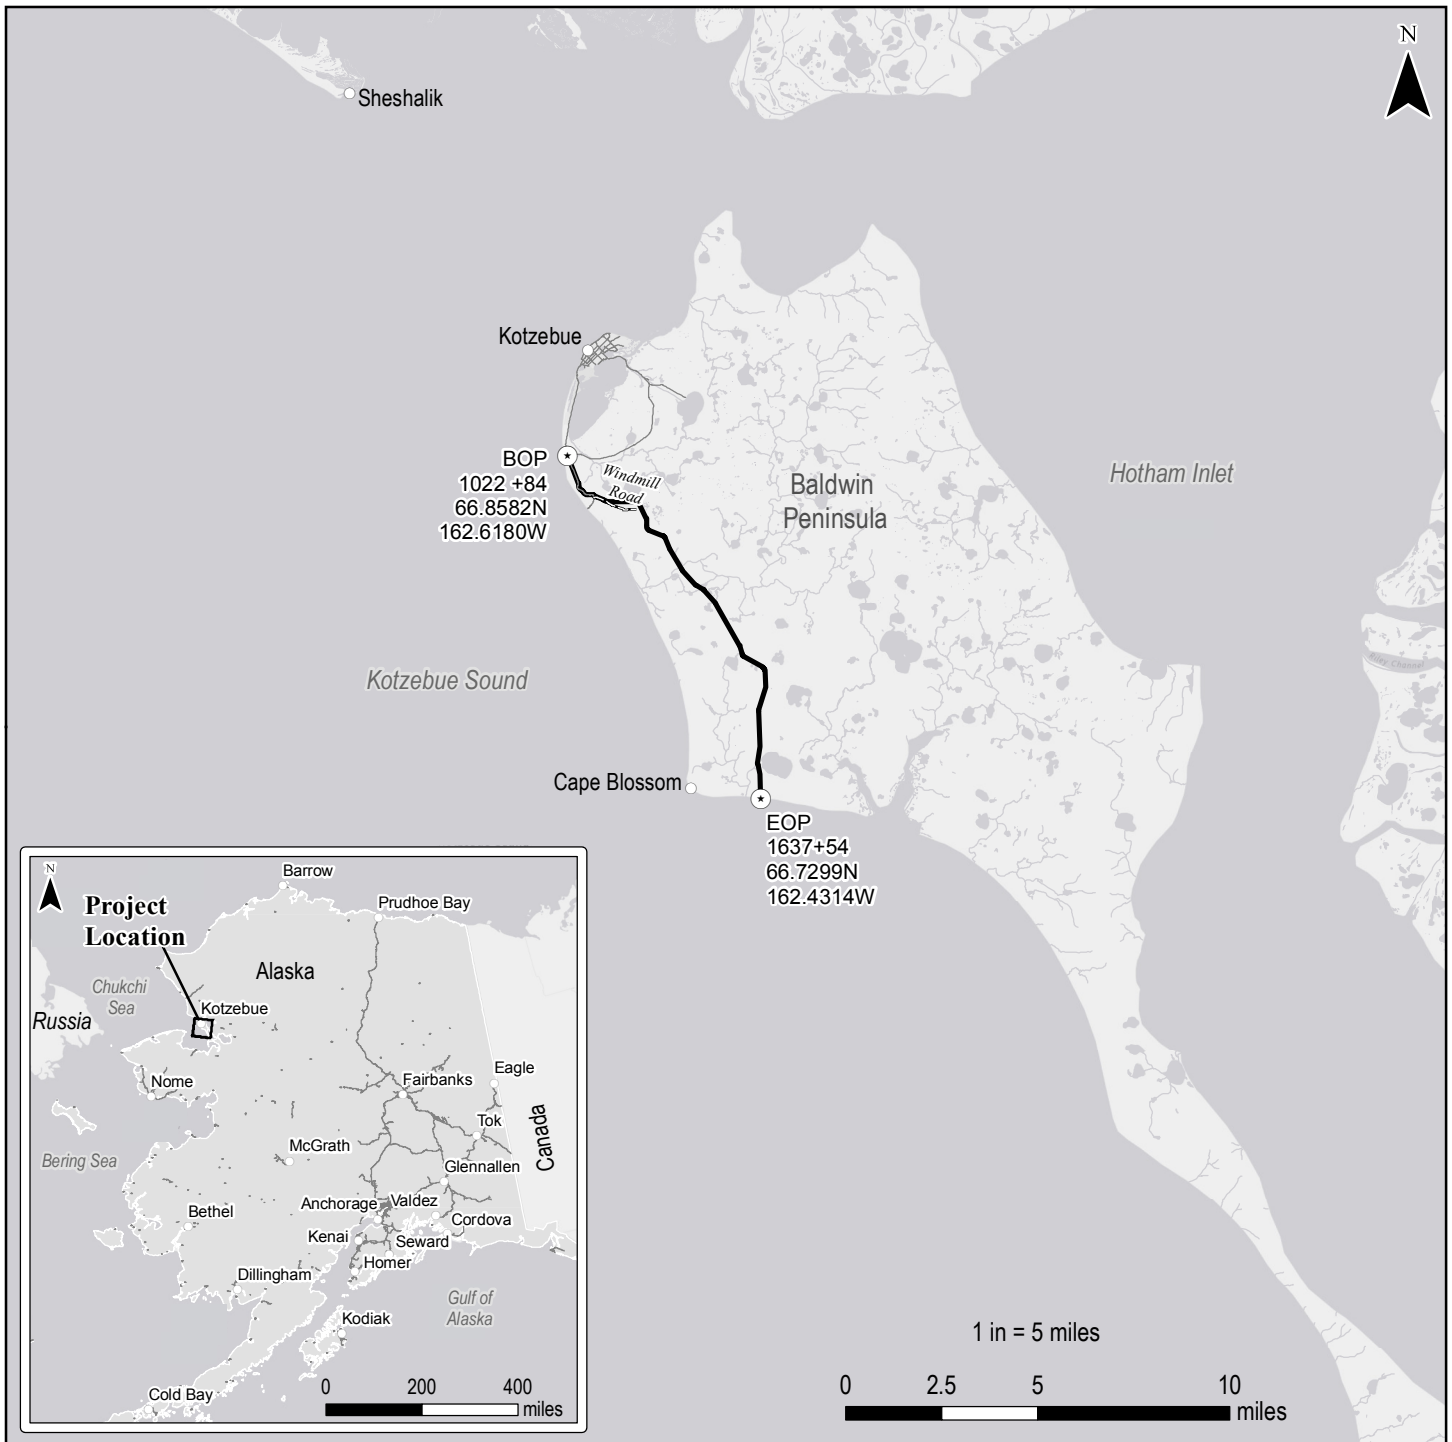 N
Sheshalik
Kotzebue
BOP
1022 +84
66.8582N
162.6180W
Windmill
Road
Baldwin
Peninsula
Hotham Inlet
Riley Channel
Kotzebue Sound
Cape Blossom
EOP
1637+54
66.7299N
162.4314W
N
Project
Location
Barrow
Prudhoe Bay
Alaska
Chukchi
Sea
Russia
Kotzebue
Nome
Fairbanks
Eagle
Tok
Canada
McGrath
Bering Sea
Glennallen
Anchorage
Valdez
Bethel
Cordova
Kenai
Seward
Homer
Dillingham
Gulf of
Alaska
Kodiak
Cold Bay
0 200 400
miles
1 in = 5 miles
0 2.5 5 10
miles